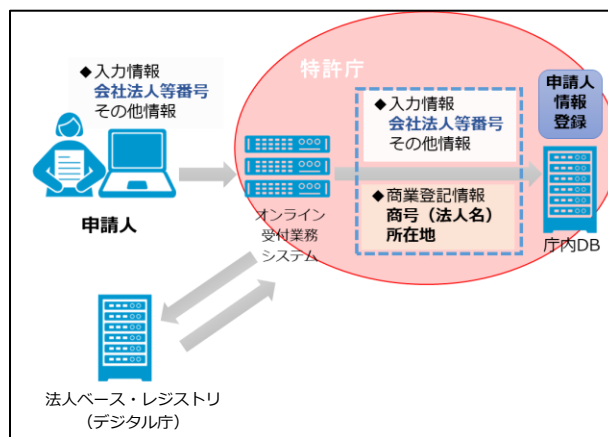 特許庁
◆入力情報
会社法人等番号
その他情報
申請人
オンライン
受付業務
システム
◆入力情報
会社法人等番号
その他情報
◆商業登記情報
商号（法人名）
所在地
申請人
情報
登録
庁内DB
法人ベース・レジストリ
（デジタル庁）